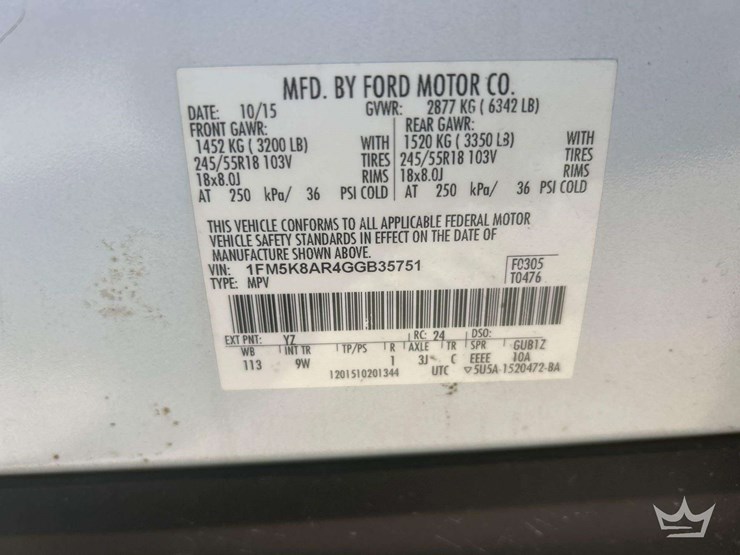 MFD. BY FORD MOTOR CO.
DATE: 10/15 GVWR: 2877 KG ( 6342 LB)
FRONT GAWR: REAR GAWR:
1452 KG ( 3200 LB) WITH 1520 KG ( 3350 LB) WITH
245/55R18 103V TIRES 245/55R18 103V TIRES
18x8.0J RIMS 18x8.0J RIMS
AT 250 kPa/ 36 PSI COLD AT 250 kPa/ 36 PSI COLD
THIS VEHICLE CONFORMS TO ALL APPLICABLE FEDERAL MOTOR
VEHICLE SAFETY STANDARDS IN EFFECT ON THE DATE OF
MANUFACTURE SHOWN ABOVE.
VIN: 1FM5K8AR4GGB35751 FC305
TYPE: MPV T0476
EXT PNT: YZ RC: 24 DSO:
WB INT TR TP/PS R AXLE TR SPR GUB1Z
113 9W 1 3J C EEEE 10A
1201510201344 UTC ▽5U5A-1520472-BA